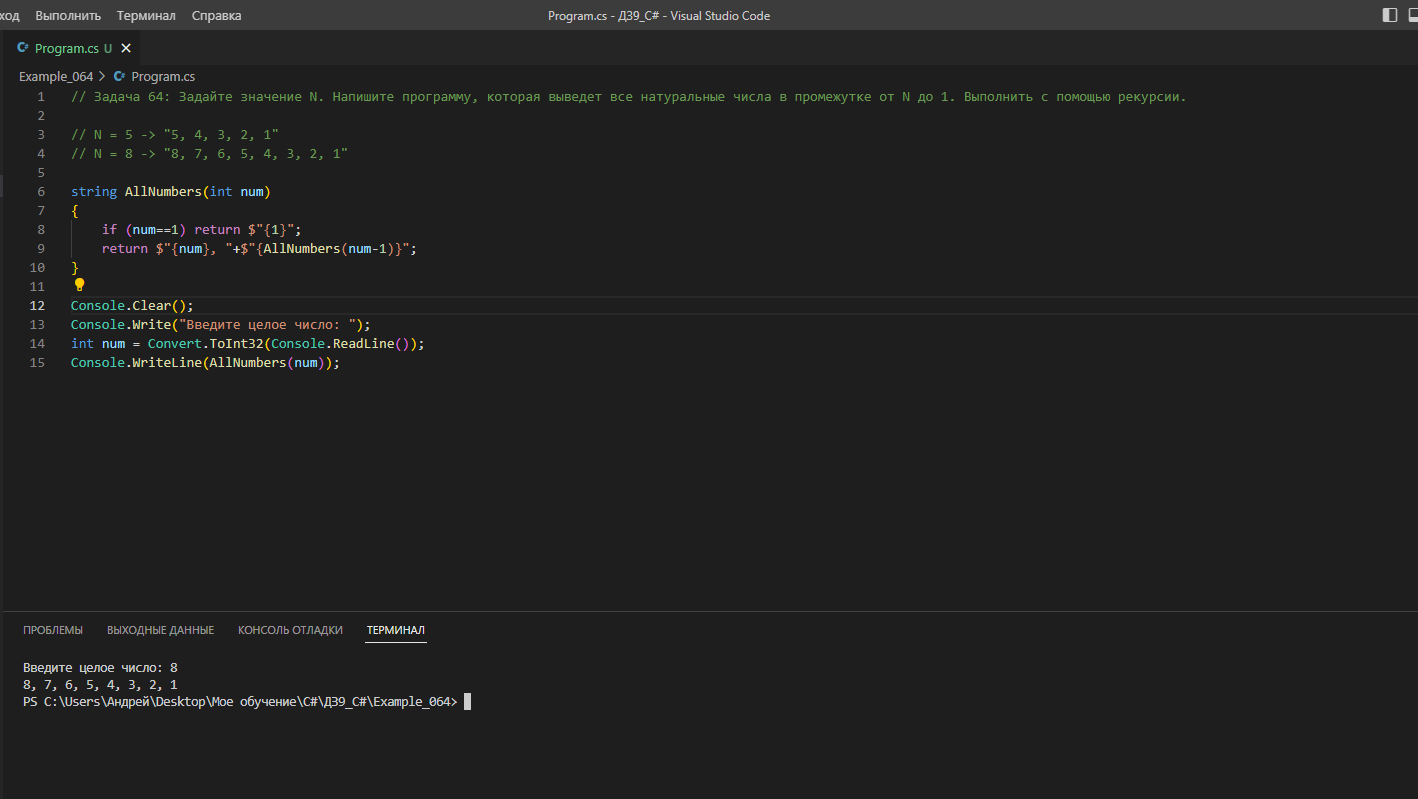 ход Выполнить Терминал Справка Program.cs - ДЗ9_C# - Visual Studio Code
C# Program.cs U
Example_064 > C# Program.cs
1 // Задача 64: Задайте значение N. Напишите программу, которая выведет все натуральные числа в промежутке от N до 1. Выполнить с помощью рекурсии.
2
3 // N = 5 -> "5, 4, 3, 2, 1"
4 // N = 8 -> "8, 7, 6, 5, 4, 3, 2, 1"
5
6 string AllNumbers(int num)
7 {
8 if (num==1) return $"{1}";
9 return $"{num}, "+$"{AllNumbers(num-1)}";
10 }
11
12 Console.Clear();
13 Console.Write("Введите целое число: ");
14 int num = Convert.ToInt32(Console.ReadLine());
15 Console.WriteLine(AllNumbers(num));
ПРОБЛЕМЫ ВЫХОДНЫЕ ДАННЫЕ КОНСОЛЬ ОТЛАДКИ ТЕРМИНАЛ
Введите целое число: 8
8, 7, 6, 5, 4, 3, 2, 1
PS C:\Users\Андрей\Desktop\Мое обучение\C#\ДЗ9_C#\Example_064>